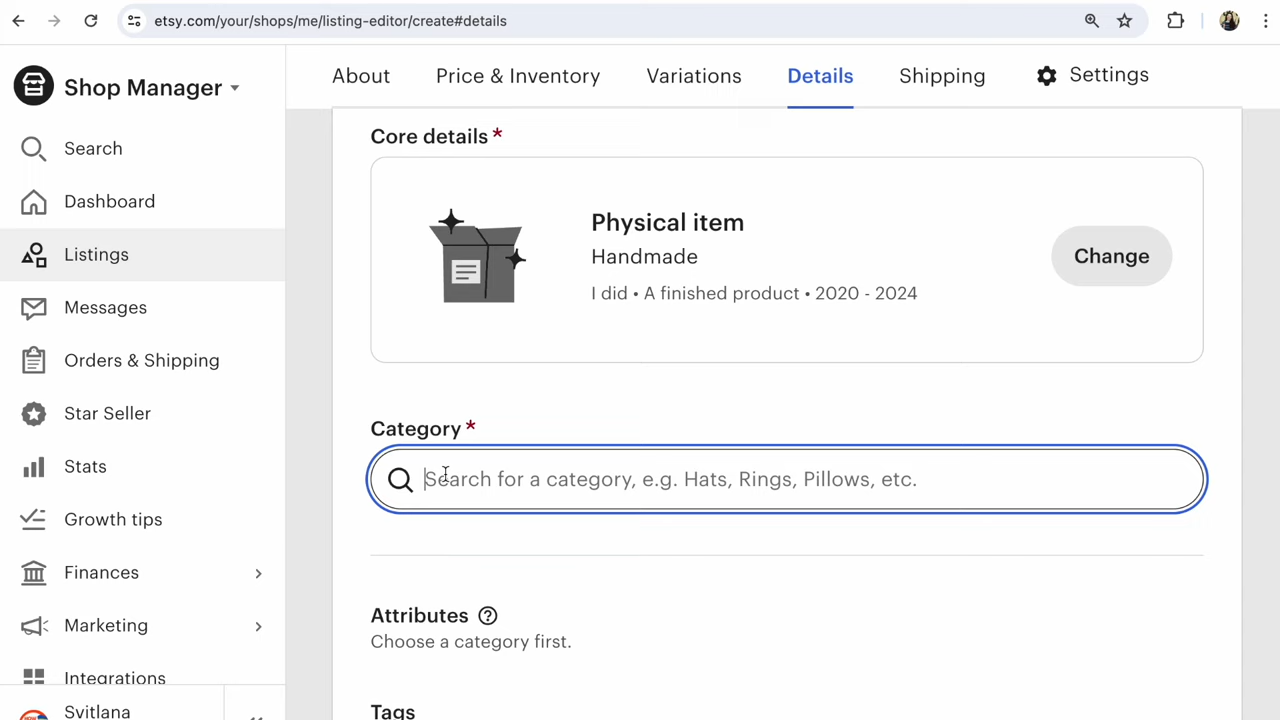 etsy.com/your/shops/me/listing-editor/create#details
Shop Manager
Search
Dashboard
Listings
Messages
Orders & Shipping
Star Seller
Stats
Growth tips
Finances
Marketing
Integrations
Svitlana
About
Price & Inventory
Variations
Details
Shipping
Settings
Core details *
Physical item
Handmade
I did • A finished product • 2020 - 2024
Change
Category *
Search for a category, e.g. Hats, Rings, Pillows, etc.
Attributes ?
Choose a category first.
Tags